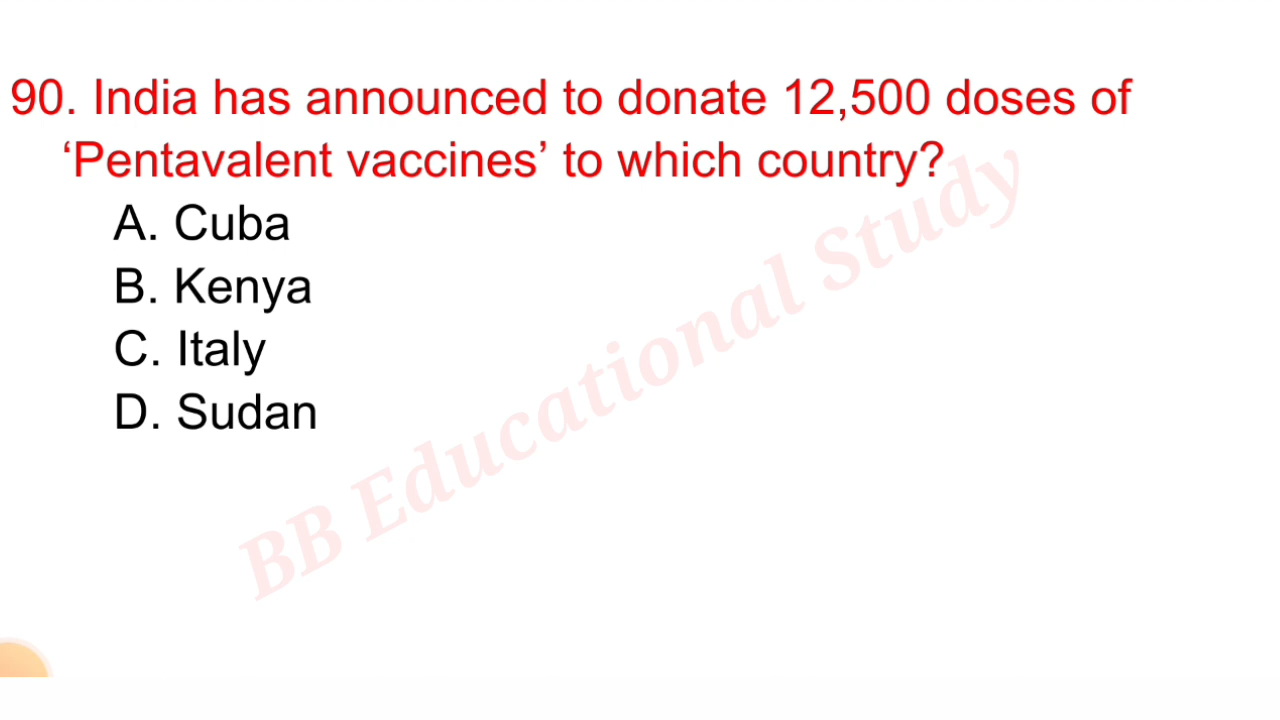 90. India has announced to donate 12,500 doses of
‘Pentavalent vaccines’ to which country?
A. Cuba
B. Kenya
C. Italy
D. Sudan
BB Educational Study